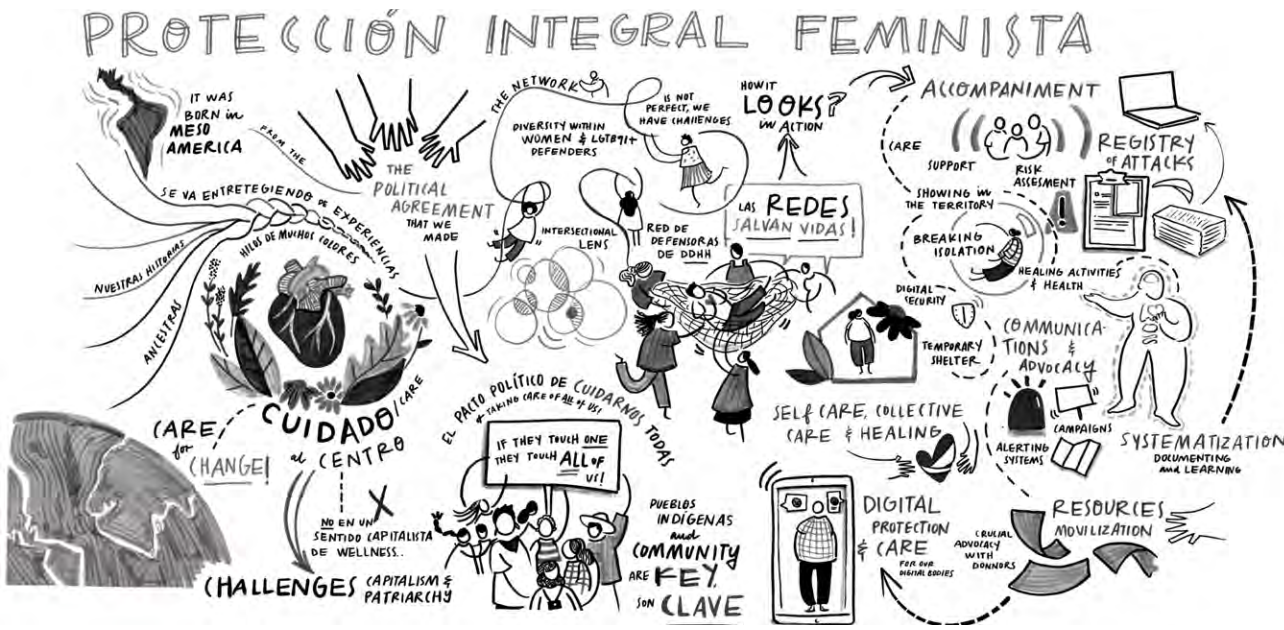 PROTECCIÓN INTEGRAL FEMINISTA
IT WAS
BORN in
MESO
AMERICA
FROM THE
THE
POLITICAL
AGREEMENT
THAT WE
MADE
SE VA ENTRETEGIENDO DE EXPERIENCIAS
HILOS DE MUCHOS COLORES
NUESTRAS HISTORIAS
ANCESTRAS
CARE
for
CHANGE!
CUIDADO / CARE
al CENTRO
NO EN UN
SENTIDO CAPITALISTA
DE WELLNESS..
CHALLENGES CAPITALISM &
PATRIARCHY
THE NETWORK
DIVERSITY WITHIN
WOMEN & LGTBQI+
DEFENDERS
IS NOT
PERFECT, WE
HAVE CHALLENGES
INTERSECTIONAL
LENS
RED DE
DEFENSORAS
DE DDHH
HOW IT
LOOKS?
in ACTION
LAS REDES
SALVAN VIDAS!
EL PACTO POLÍTICO DE CUIDARNOS TODAS
& TAKING CARE OF ALL OF US!
IF THEY TOUCH ONE
THEY TOUCH ALL OF
US!
PUEBLOS
INDÍGENAS
and
COMMUNITY
ARE KEY
SON CLAVE
ACCOMPANIMENT
CARE
SUPPORT
RISK
ASSESMENT
SHOWING in
THE TERRITORY
BREAKING
ISOLATION
HEALING ACTIVITIES
& HEALTH
DIGITAL
SECURITY
TEMPORARY
SHELTER
REGISTRY
of ATTACKS
COMMUNICA-
TIONS &
ADVOCACY
ALERTING
SYSTEMS
CAMPAIGNS
SYSTEMATIZATION
DOCUMENTING
and LEARNING
SELF CARE, COLLECTIVE
CARE & HEALING
DIGITAL
PROTECTION
& CARE
FOR OUR
DIGITAL BODIES
CRUCIAL
ADVOCACY
WITH
DONNORS
RESOURCES
MOVILIZATION